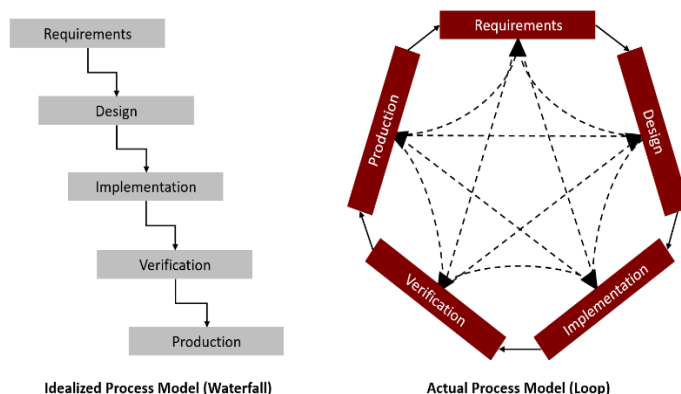 Requirements
Design
Implementation
Verification
Production
Idealized Process Model (Waterfall)
Requirements
Design
Implementation
Verification
Production
Actual Process Model (Loop)